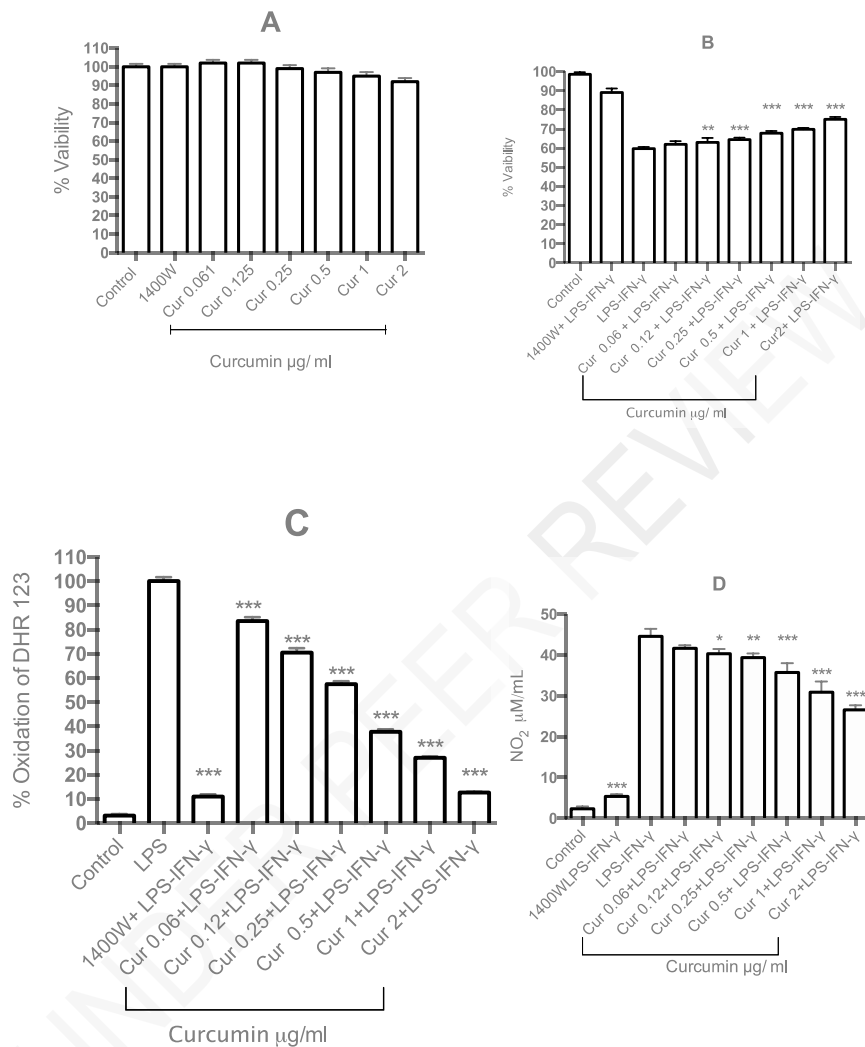 A
110
100
90
80
70
60
50
40
30
20
10
0
% Vaibility
Control
1400W
Cur 0.061
Cur 0.125
Cur 0.25
Cur 0.5
Cur 1
Cur 2
Curcumin µg/ ml
B
100
90
80
70
60
50
40
30
20
10
0
% Vaibility
** *** *** *** ***
Control
1400W+ LPS-IFN-γ
LPS-IFN-γ
Cur 0.06 + LPS-IFN-γ
Cur 0.12 + LPS-IFN-γ
Cur 0.25 +LPS-IFN-γ
Cur 0.5 + LPS-IFN-γ
Cur 1 + LPS-IFN-γ
Cur2+ LPS-IFN-γ
Curcumin µg/ ml
C
110
100
90
80
70
60
50
40
30
20
10
0
% Oxidation of DHR 123
*** *** *** *** *** *** ***
Control
LPS
1400W+ LPS-IFN-γ
Cur 0.06+LPS-IFN-γ
Cur 0.12+LPS-IFN-γ
Cur 0.25+LPS-IFN-γ
Cur 0.5+LPS-IFN-γ
Cur 1+LPS-IFN-γ
Cur 2+LPS-IFN-γ
Curcumin µg/ml
D
50
40
30
20
10
0
NO2 µM/mL
*** * ** *** *** ***
Control
1400WLPS-IFN-γ
LPS-IFN-γ
Cur 0.06+LPS-IFN-γ
Cur 0.12+LPS-IFN-γ
Cur 0.25+LPS-IFN-γ
Cur 0.5+ LPS-IFN-γ
Cur 1+LPS-IFN-γ
Cur 2+LPS-IFN-γ
Curcumin µg/ ml
UNDER PEER REVIEW